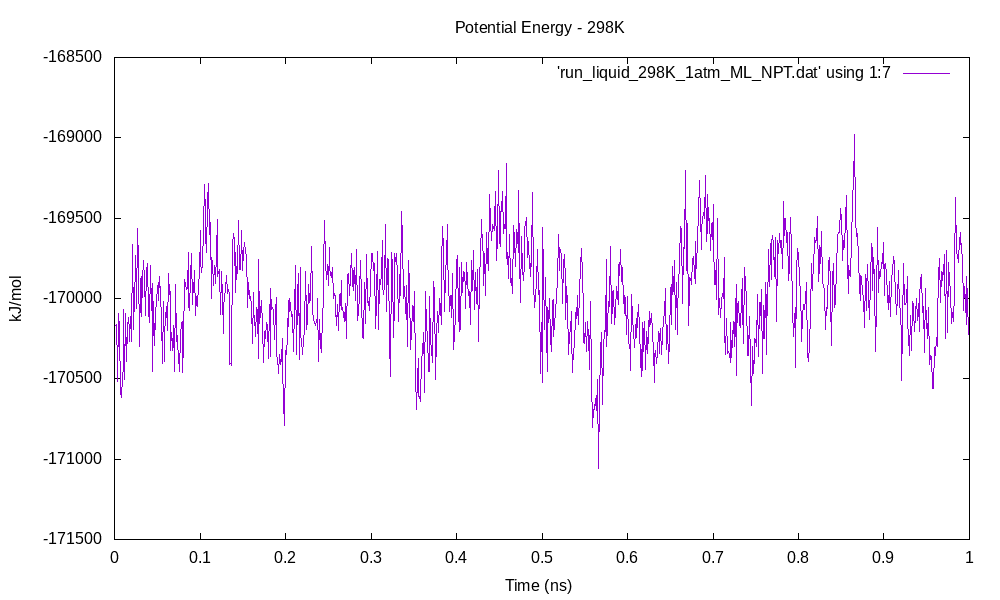 Potential Energy - 298K
'run_liquid_298K_1atm_ML_NPT.dat' using 1:7
-168500
-169000
-169500
-170000
-170500
-171000
-171500
kJ/mol
0 0.1 0.2 0.3 0.4 0.5 0.6 0.7 0.8 0.9 1
Time (ns)